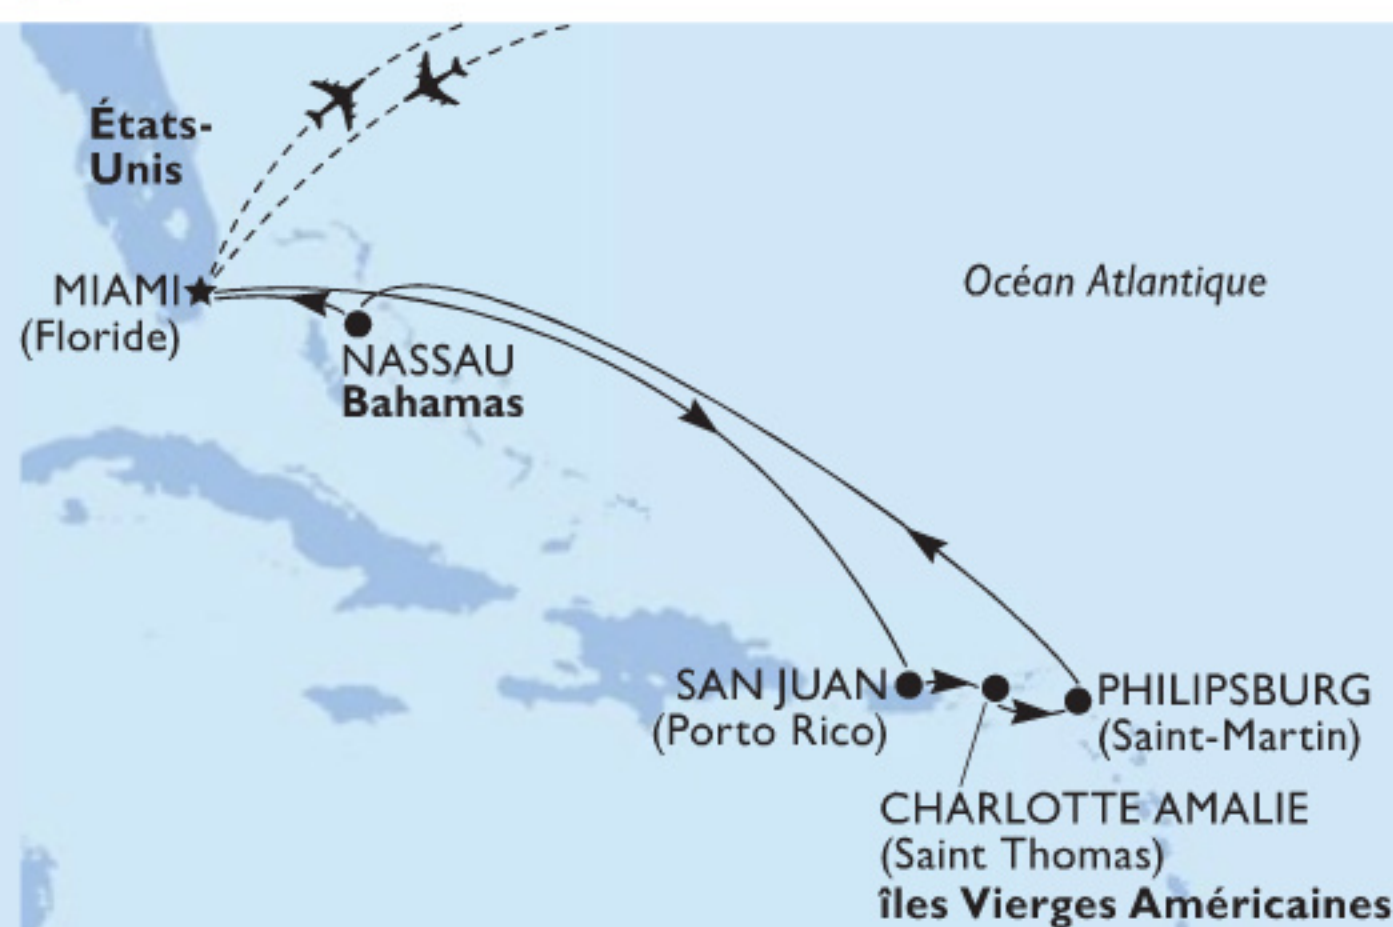 États-
Unis
MIAMI
(Floride)
Océan Atlantique
NASSAU
Bahamas
SAN JUAN
(Porto Rico)
PHILIPSBURG
(Saint-Martin)
CHARLOTTE AMALIE
(Saint Thomas)
îles Vierges Américaines